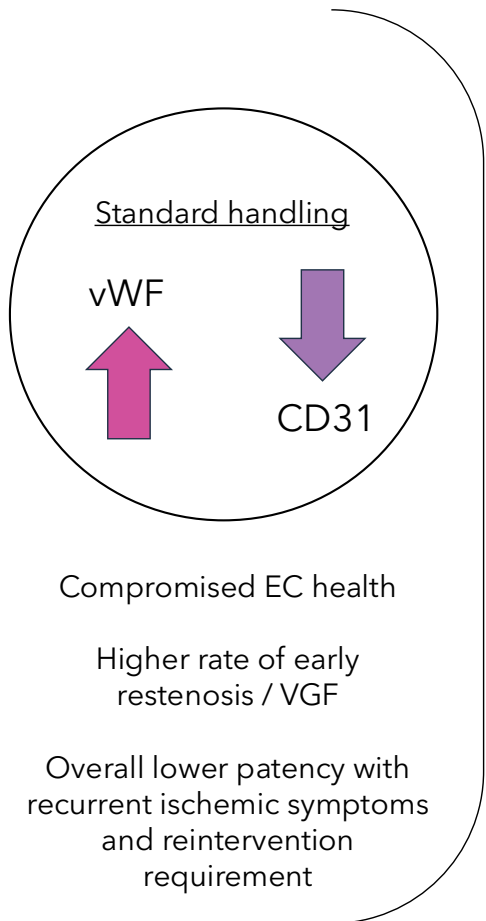 Standard handling
vWF
CD31
Compromised EC health
Higher rate of early
restenosis / VGF
Overall lower patency with
recurrent ischemic symptoms
and reintervention
requirement